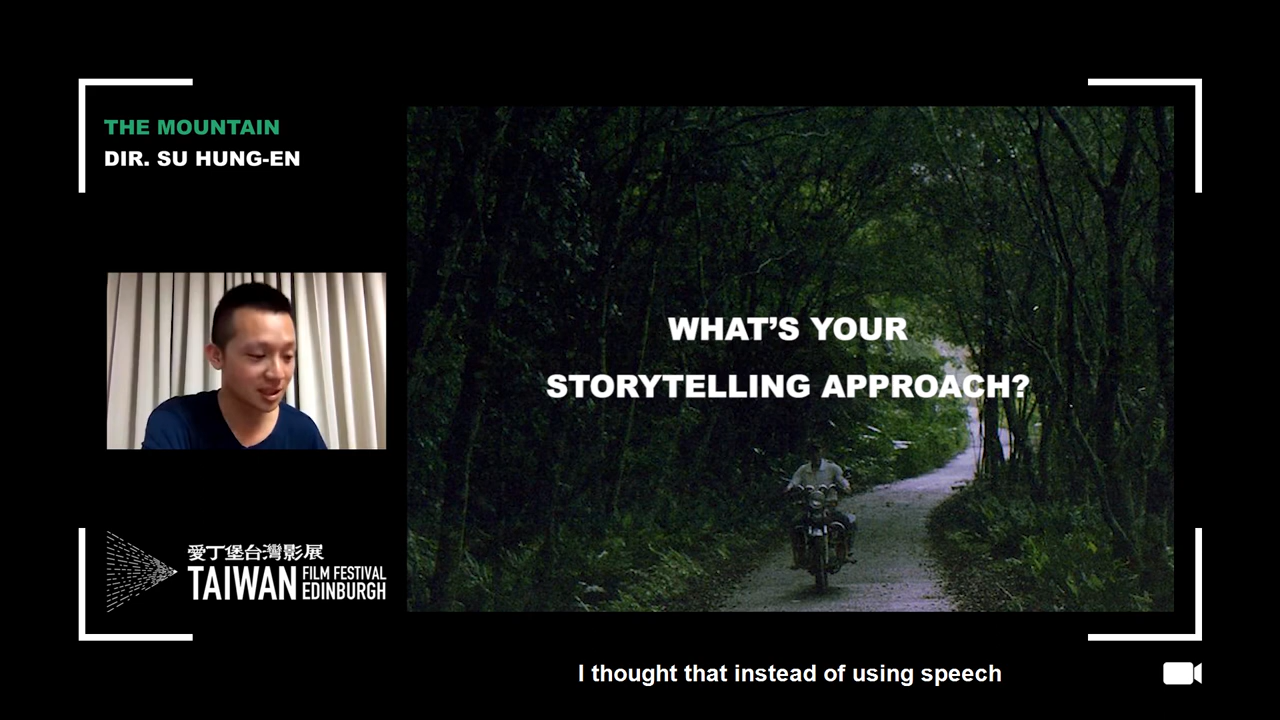 THE MOUNTAIN
DIR. SU HUNG-EN
WHAT'S YOUR
STORYTELLING APPROACH?
愛丁堡台灣影展
TAIWAN FILM FESTIVAL
EDINBURGH
I thought that instead of using speech